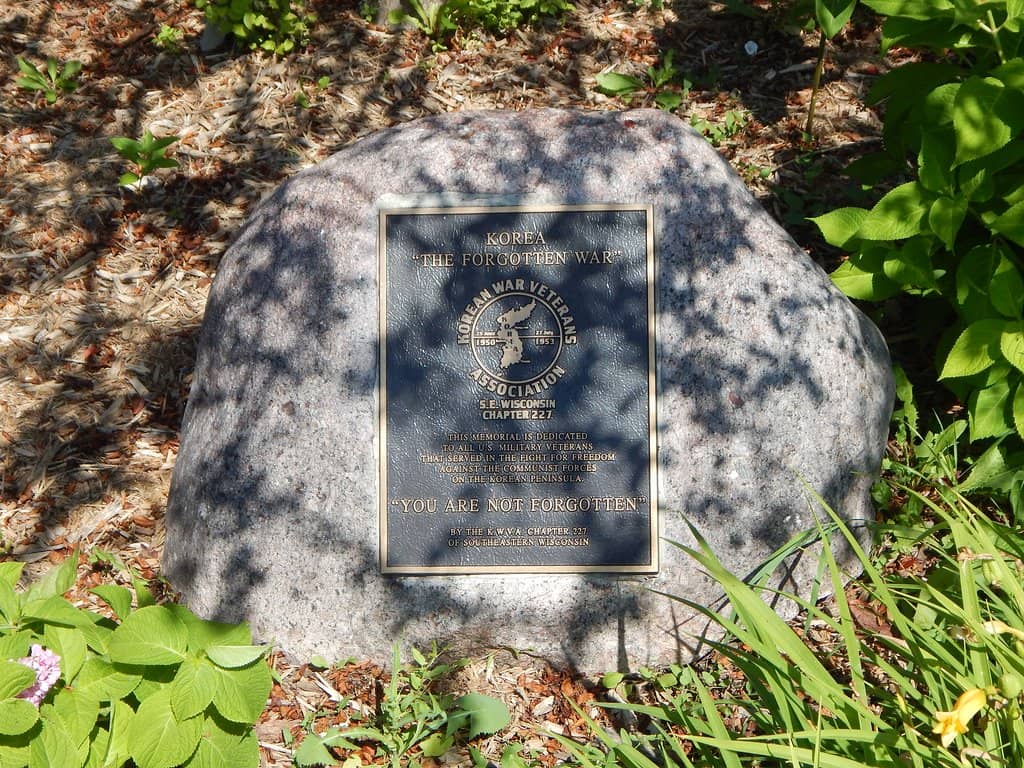 KOREA
"THE FORGOTTEN WAR"
KOREAN WAR VETERANS
1950
27 July
1953
ASSOCIATION
S.E. WISCONSIN
CHAPTER 227
THIS MEMORIAL IS DEDICATED
TO ALL U.S. MILITARY VETERANS
THAT SERVED IN THE FIGHT FOR FREEDOM
AGAINST THE COMMUNIST FORCES
ON THE KOREAN PENINSULA.
"YOU ARE NOT FORGOTTEN"
BY THE K.W.V.A. CHAPTER 227
OF SOUTHEASTERN WISCONSIN